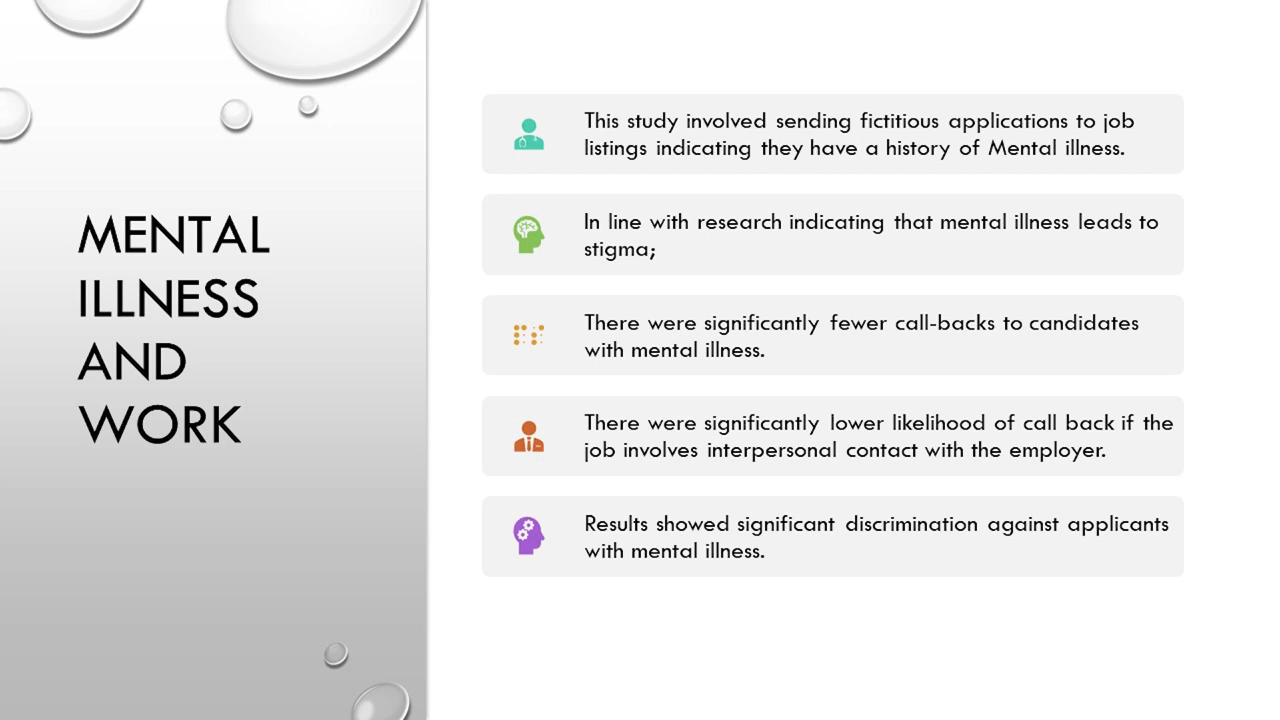 MENTAL
ILLNESS
AND
WORK
This study involved sending fictitious applications to job
listings indicating they have a history of Mental illness.
In line with research indicating that mental illness leads to
stigma;
There were significantly fewer call-backs to candidates
with mental illness.
There were significantly lower likelihood of call back if the
job involves interpersonal contact with the employer.
Results showed significant discrimination against applicants
with mental illness.